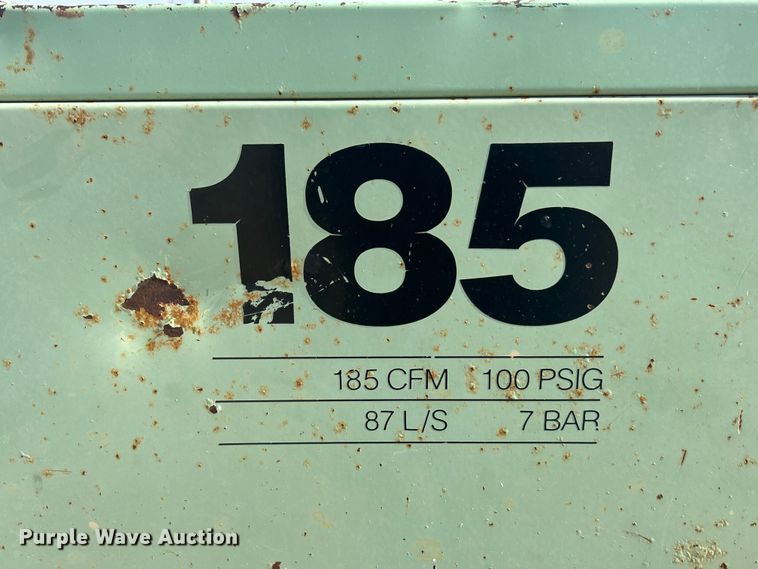 185
185 CFM 100 PSIG
87 L/S 7 BAR
Purple Wave Auction